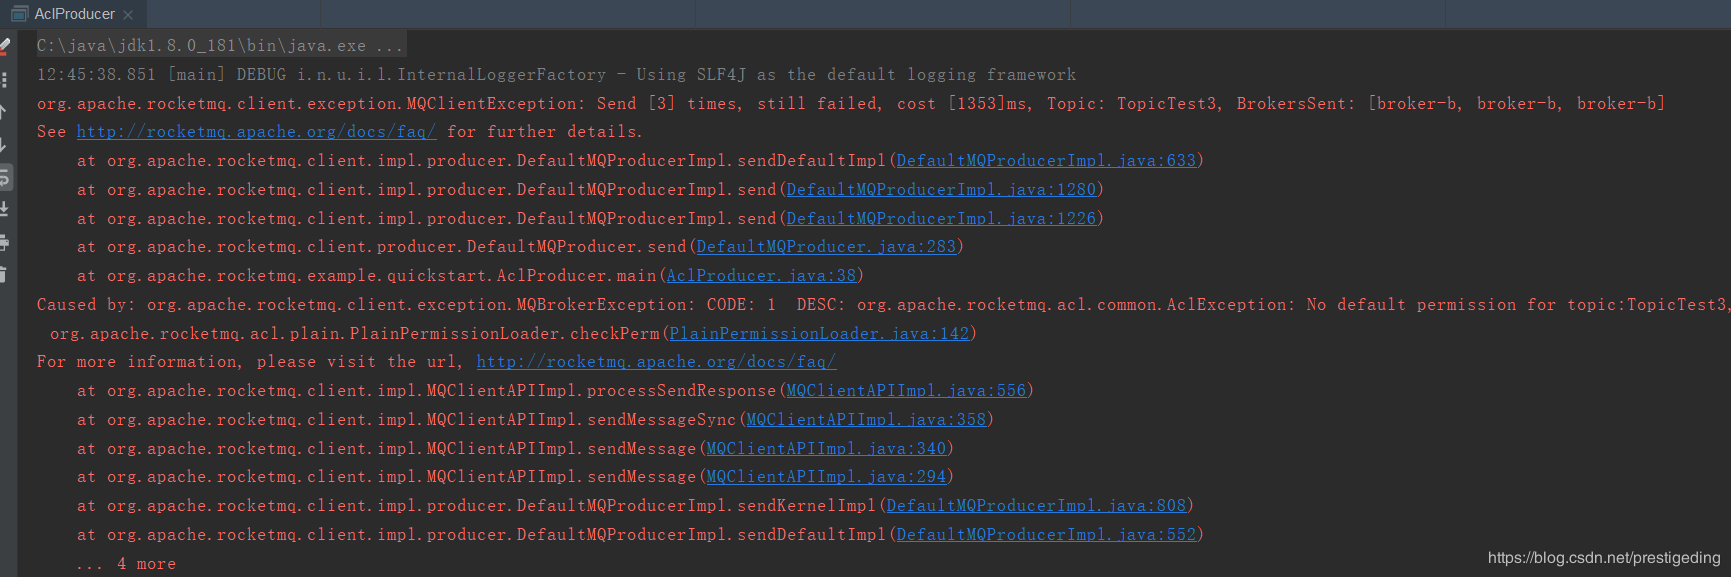 AclProducer
C:\java\jdk1.8.0_181\bin\java.exe ...
12:45:38.851 [main] DEBUG i.n.u.i.l.InternalLoggerFactory - Using SLF4J as the default logging framework
org.apache.rocketmq.client.exception.MQClientException: Send [3] times, still failed, cost [1353]ms, Topic: TopicTest3, BrokersSent: [broker-b, broker-b, broker-b]
See http://rocketmq.apache.org/docs/faq/ for further details.
at org.apache.rocketmq.client.impl.producer.DefaultMQProducerImpl.sendDefaultImpl(DefaultMQProducerImpl.java:633)
at org.apache.rocketmq.client.impl.producer.DefaultMQProducerImpl.send(DefaultMQProducerImpl.java:1280)
at org.apache.rocketmq.client.impl.producer.DefaultMQProducerImpl.send(DefaultMQProducerImpl.java:1226)
at org.apache.rocketmq.client.producer.DefaultMQProducer.send(DefaultMQProducer.java:283)
at org.apache.rocketmq.example.quickstart.AclProducer.main(AclProducer.java:38)
Caused by: org.apache.rocketmq.client.exception.MQBrokerException: CODE: 1  DESC: org.apache.rocketmq.acl.common.AclException: No default permission for topic:TopicTest3,
org.apache.rocketmq.acl.plain.PlainPermissionLoader.checkPerm(PlainPermissionLoader.java:142)
For more information, please visit the url, http://rocketmq.apache.org/docs/faq/
at org.apache.rocketmq.client.impl.MQClientAPIImpl.processSendResponse(MQClientAPIImpl.java:556)
at org.apache.rocketmq.client.impl.MQClientAPIImpl.sendMessageSync(MQClientAPIImpl.java:358)
at org.apache.rocketmq.client.impl.MQClientAPIImpl.sendMessage(MQClientAPIImpl.java:340)
at org.apache.rocketmq.client.impl.MQClientAPIImpl.sendMessage(MQClientAPIImpl.java:294)
at org.apache.rocketmq.client.impl.producer.DefaultMQProducerImpl.sendKernelImpl(DefaultMQProducerImpl.java:808)
at org.apache.rocketmq.client.impl.producer.DefaultMQProducerImpl.sendDefaultImpl(DefaultMQProducerImpl.java:552)
... 4 more
https://blog.csdn.net/prestigeding